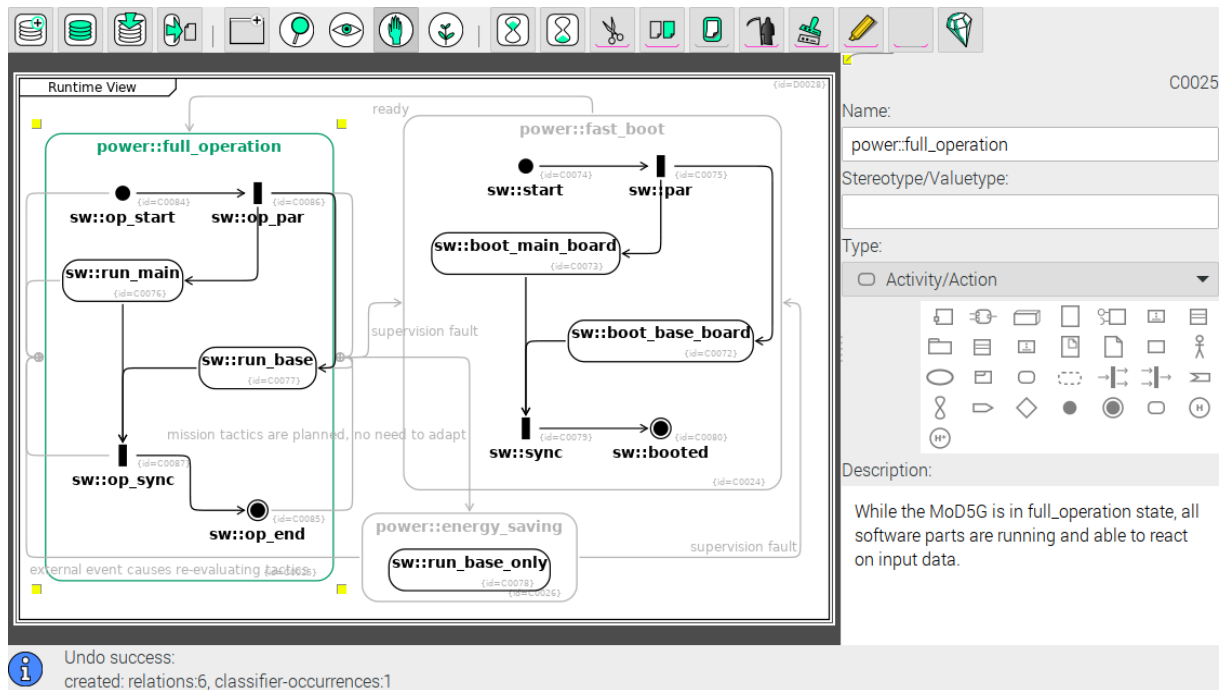 Runtime View
{id=D0028}
ready
power::full_operation
power::fast_boot
{id=C0084}
{id=C0086}
sw::op_start
sw::op_par
{id=C0074}
{id=C0075}
sw::start
sw::par
sw::run_main
{id=C0076}
sw::boot_main_board
{id=C0073}
supervision fault
sw::boot_base_board
{id=C0072}
sw::run_base
{id=C0077}
mission tactics are planned, no need to adapt
{id=C0079}
{id=C0080}
sw::sync
sw::booted
{id=C0087}
sw::op_sync
{id=C0024}
{id=C0085}
sw::op_end
power::energy_saving
supervision fault
sw::run_base_only
{id=C0078}
{id=C0026}
external event causes re-evaluating tactics
{id=C0025}
C0025
Name:
power::full_operation
Stereotype/Valuetype:
Type:
Activity/Action
H
H*
Description:
While the MoD5G is in full_operation state, all
software parts are running and able to react
on input data.
Undo success:
created: relations:6, classifier-occurrences:1